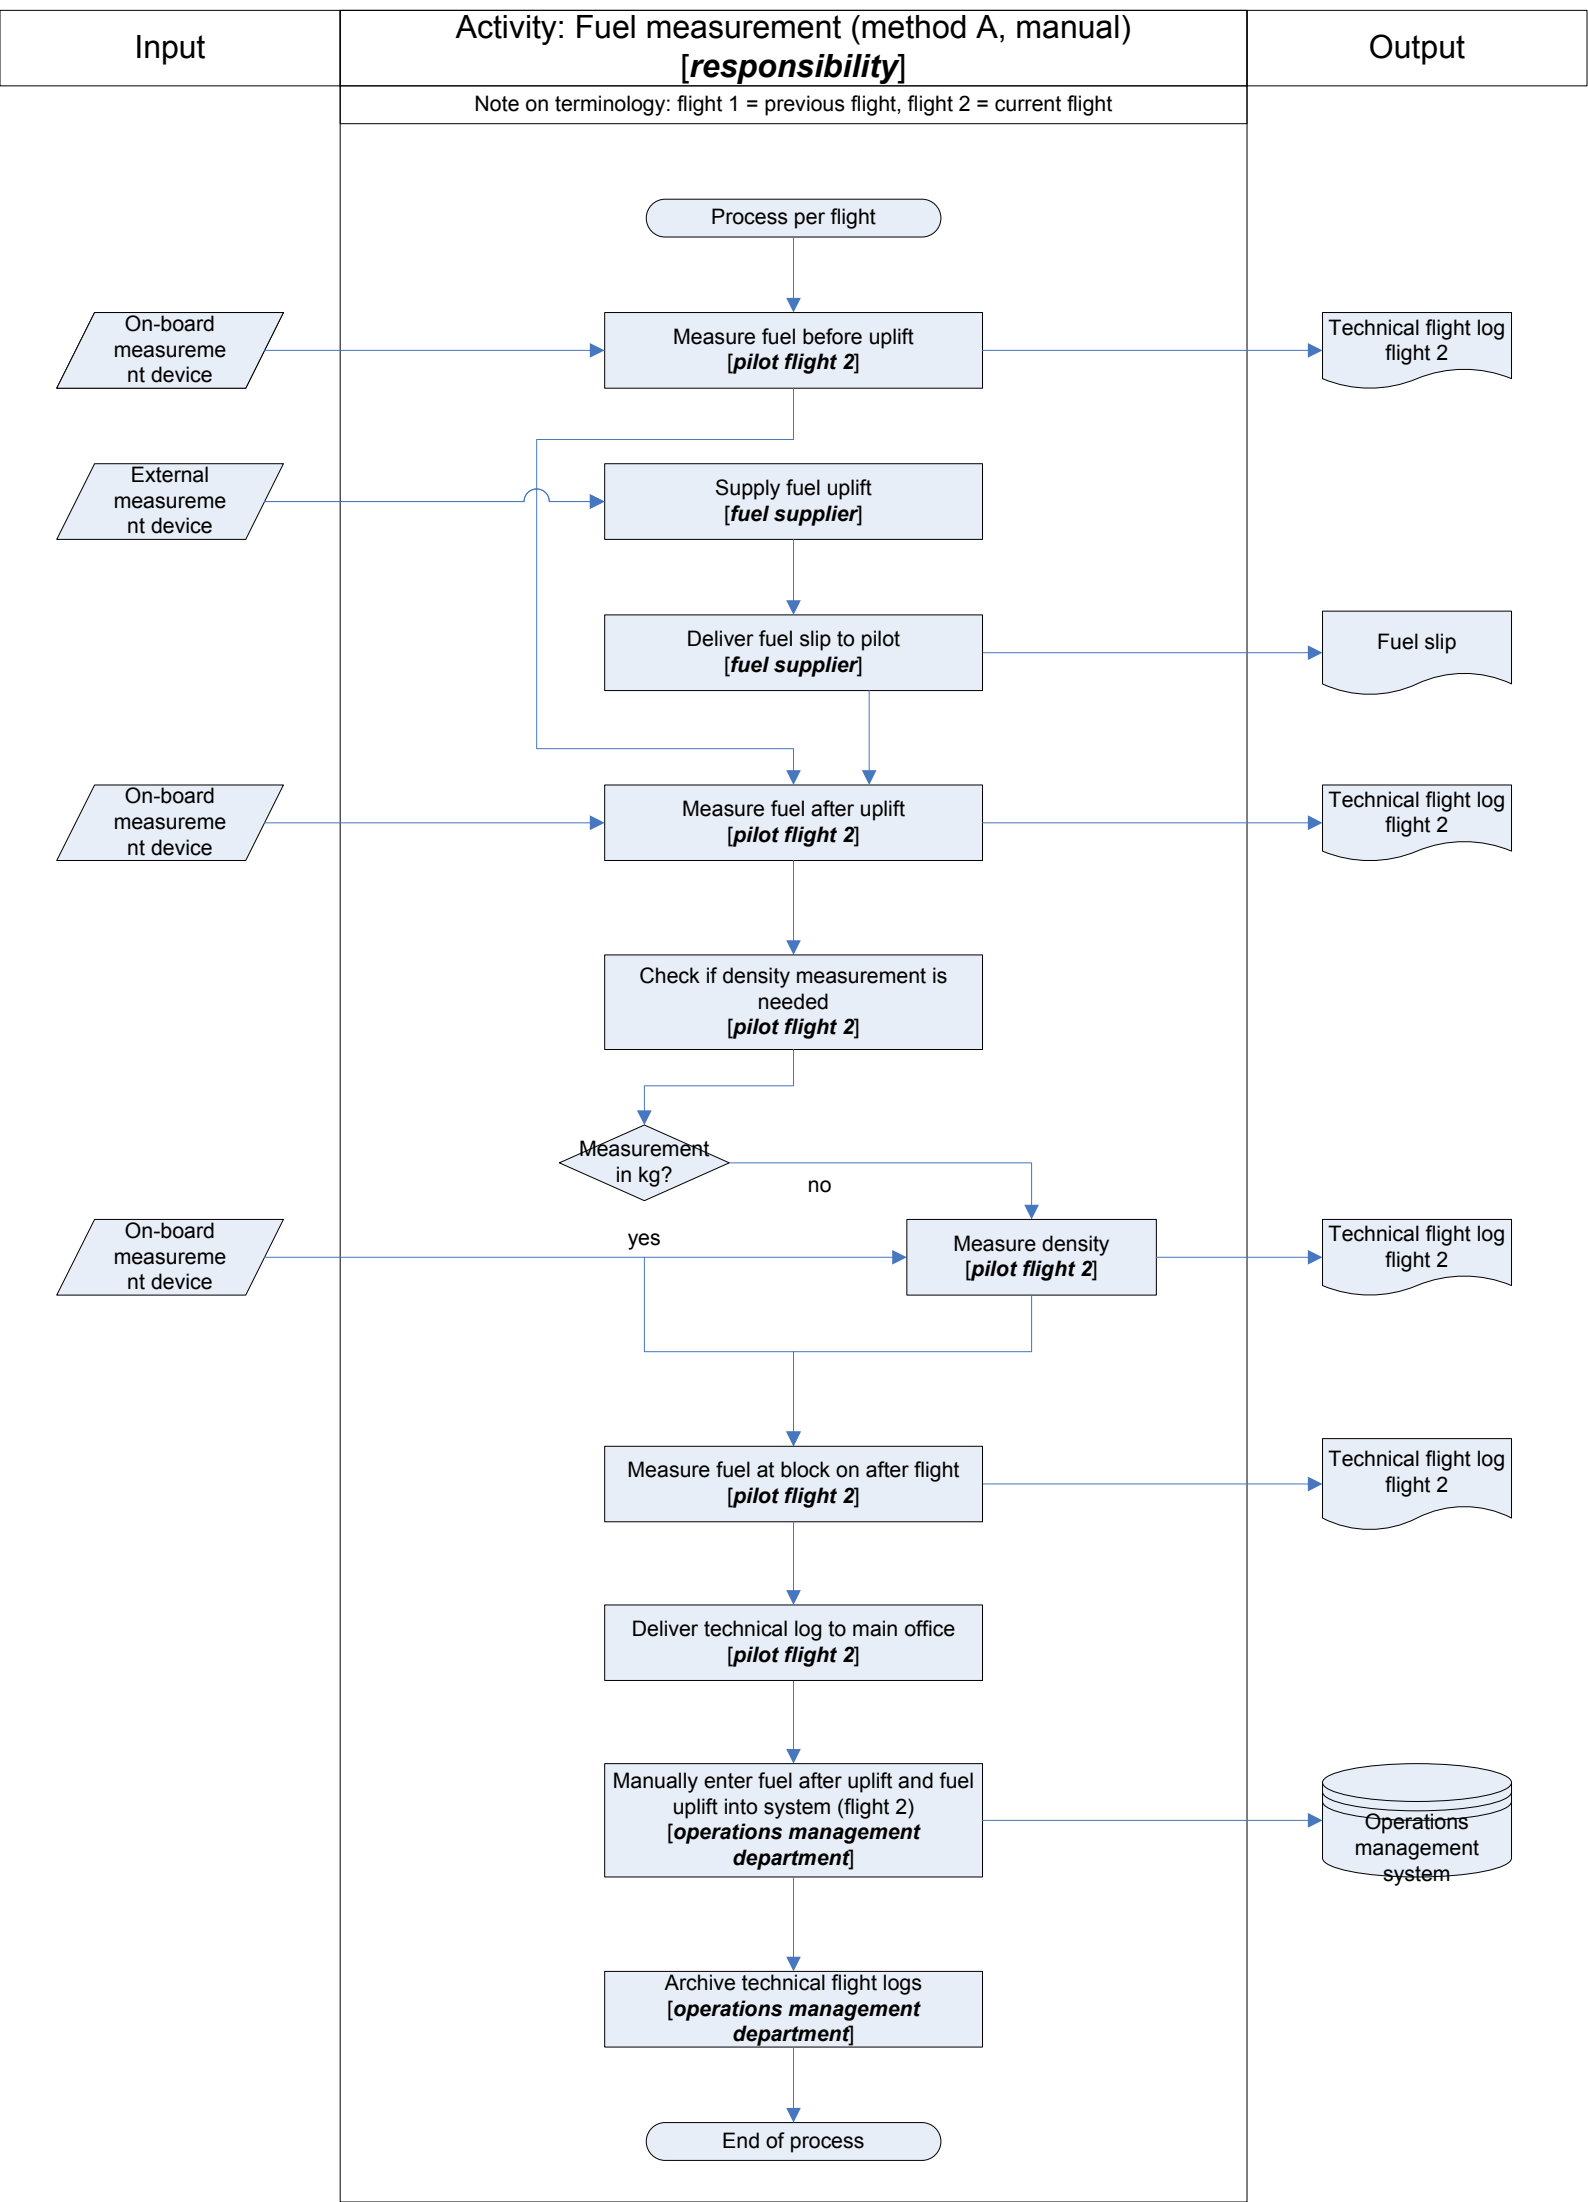 Input
Activity: Fuel measurement (method A, manual)
[responsibility]
Output
Note on terminology: flight 1 = previous flight, flight 2 = current flight
Process per flight
On-board
measureme
nt device
Measure fuel before uplift
[pilot flight 2]
Technical flight log
flight 2
External
measureme
nt device
Supply fuel uplift
[fuel supplier]
Deliver fuel slip to pilot
[fuel supplier]
Fuel slip
On-board
measureme
nt device
Measure fuel after uplift
[pilot flight 2]
Technical flight log
flight 2
Check if density measurement is
needed
[pilot flight 2]
Measurement
in kg?
no
yes
On-board
measureme
nt device
Measure density
[pilot flight 2]
Technical flight log
flight 2
Measure fuel at block on after flight
[pilot flight 2]
Technical flight log
flight 2
Deliver technical log to main office
[pilot flight 2]
Manually enter fuel after uplift and fuel
uplift into system (flight 2)
[operations management
department]
Operations
management
system
Archive technical flight logs
[operations management
department]
End of process